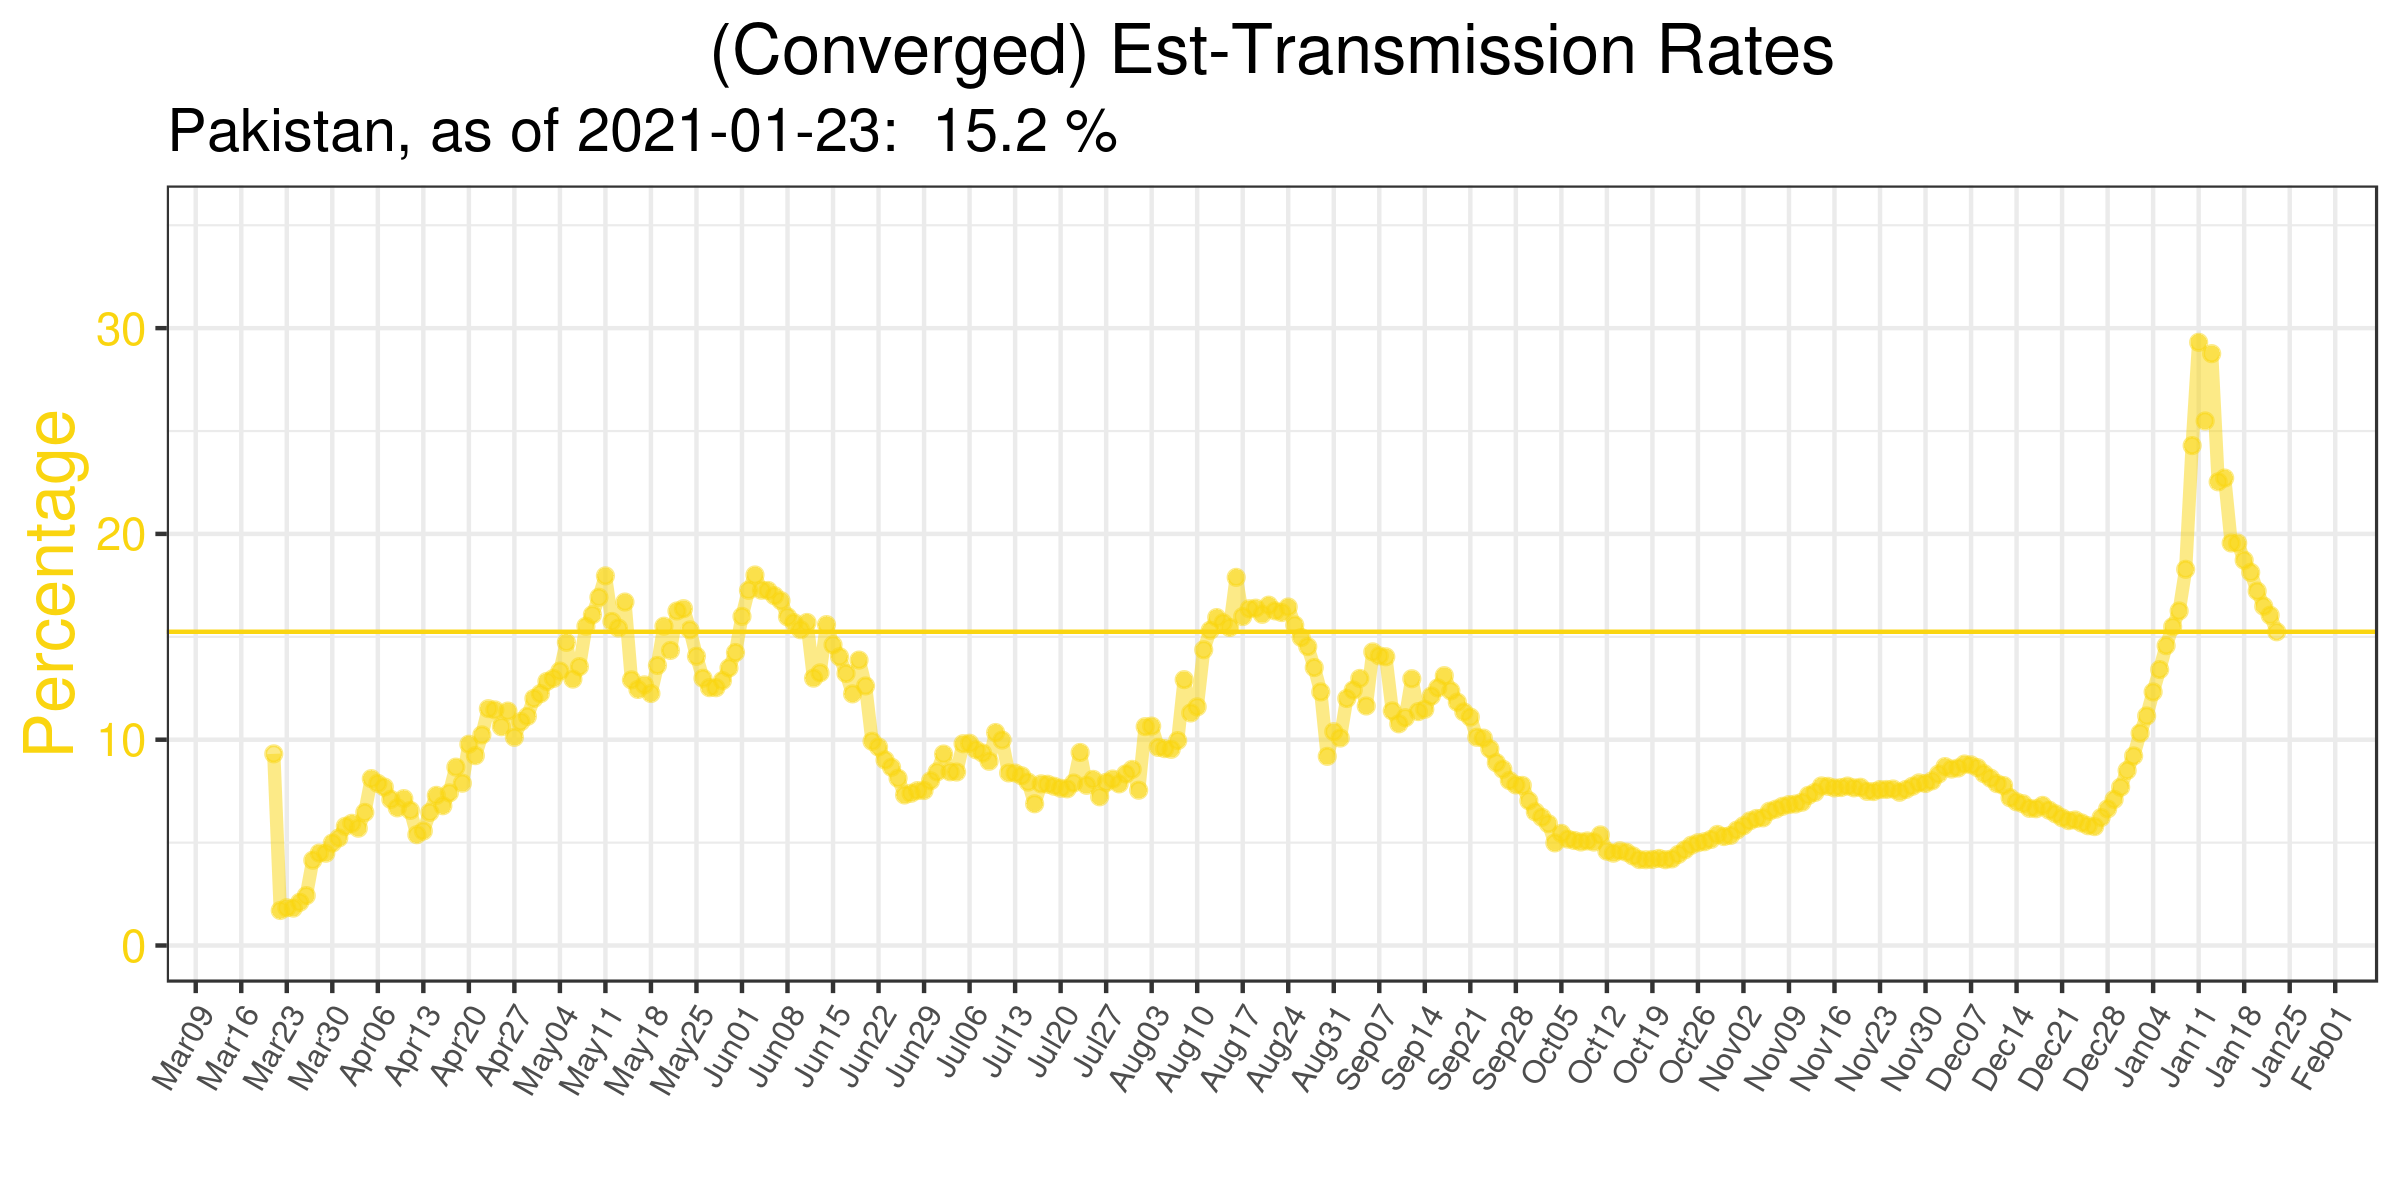 (Converged) Est-Transmission Rates
Pakistan, as of 2021-01-23:  15.2 %
Percentage
30
20
10
0
Mar09
Mar16
Mar23
Mar30
Apr06
Apr13
Apr20
Apr27
May04
May11
May18
May25
Jun01
Jun08
Jun15
Jun22
Jun29
Jul06
Jul13
Jul20
Jul27
Aug03
Aug10
Aug17
Aug24
Aug31
Sep07
Sep14
Sep21
Sep28
Oct05
Oct12
Oct19
Oct26
Nov02
Nov09
Nov16
Nov23
Nov30
Dec07
Dec14
Dec21
Dec28
Jan04
Jan11
Jan18
Jan25
Feb01